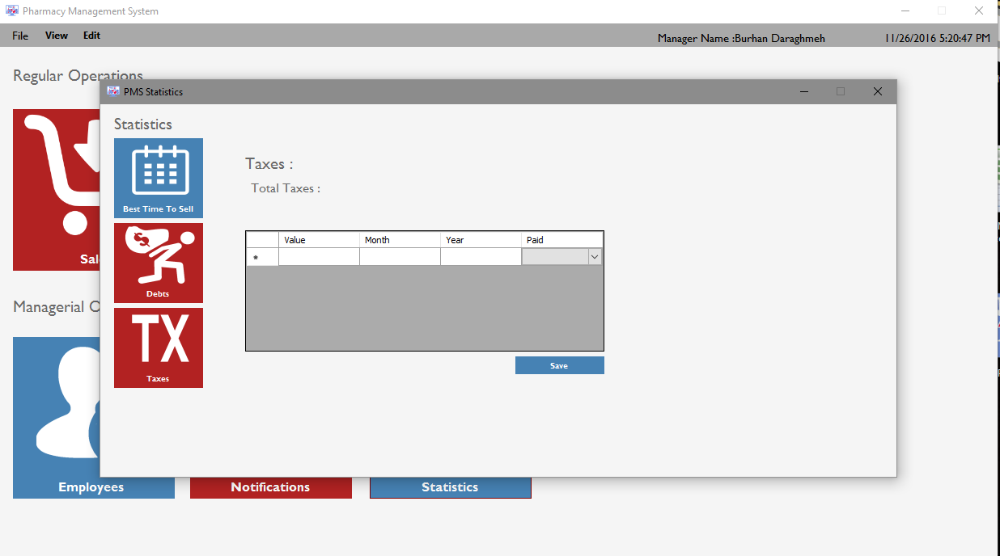 Pharmacy Management System
File View Edit
Manager Name :Burhan Daraghmeh 11/26/2016 5:20:47 PM
Regular Operations
PMS Statistics
Statistics
Best Time To Sell
Taxes :
Total Taxes :
Value Month Year Paid
*
$
Debts
Sal
Managerial O
TX
Taxes
Save
Employees Notifications Statistics